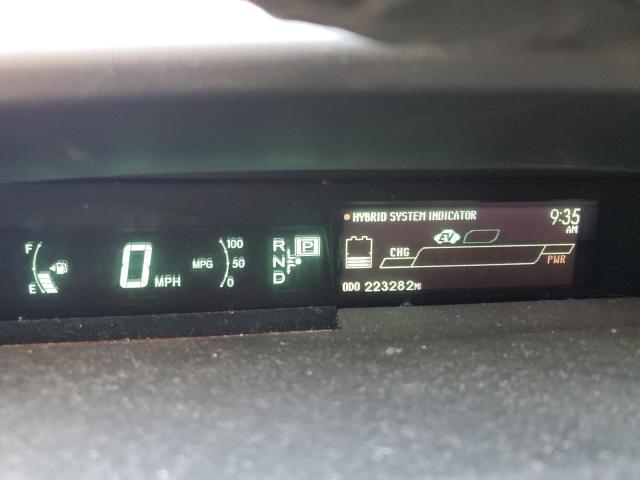 F
E
0 MPH
MPG
100
50
0
R
N
D
P
HYBRID SYSTEM INDICATOR
9:35
AM
EV
CHG
PWR
ODO 223282MI